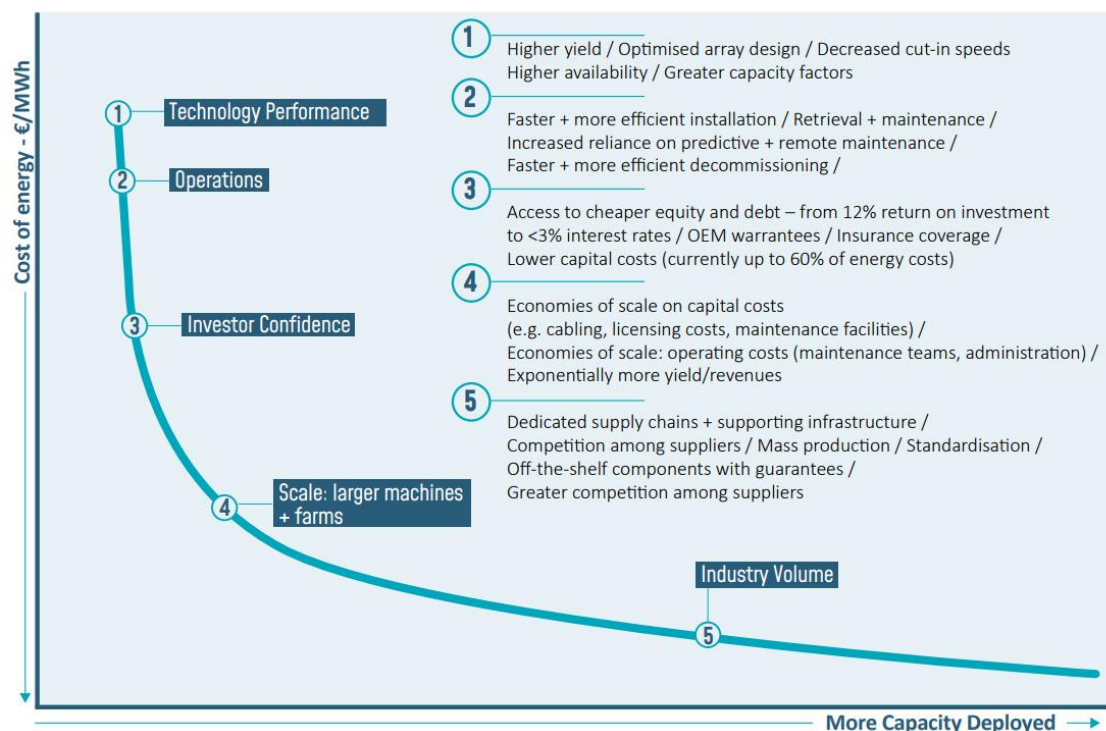 Cost of energy - €/MWh
1
Technology Performance
2
Operations
3
Investor Confidence
4
Scale: larger machines
+ farms
Industry Volume
5
1
Higher yield / Optimised array design / Decreased cut-in speeds
Higher availability / Greater capacity factors
2
Faster + more efficient installation / Retrieval + maintenance /
Increased reliance on predictive + remote maintenance /
Faster + more efficient decommissioning /
3
Access to cheaper equity and debt – from 12% return on investment
to <3% interest rates / OEM warrantees / Insurance coverage /
Lower capital costs (currently up to 60% of energy costs)
4
Economies of scale on capital costs
(e.g. cabling, licensing costs, maintenance facilities) /
Economies of scale: operating costs (maintenance teams, administration) /
Exponentially more yield/revenues
5
Dedicated supply chains + supporting infrastructure /
Competition among suppliers / Mass production / Standardisation /
Off-the-shelf components with guarantees /
Greater competition among suppliers
More Capacity Deployed